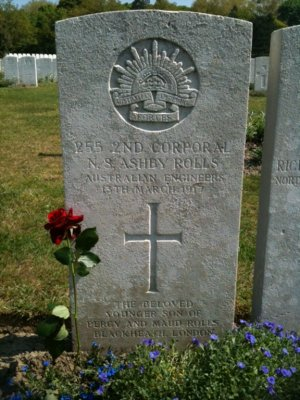 255 2ND CORPORAL
N. S. ASHBY ROLLS
AUSTRALIAN ENGINEERS
13TH MARCH 1917
THE BELOVED
YOUNGER SON OF
PERCY AND MAUD ROLLS
BLACKHEATH, LONDON